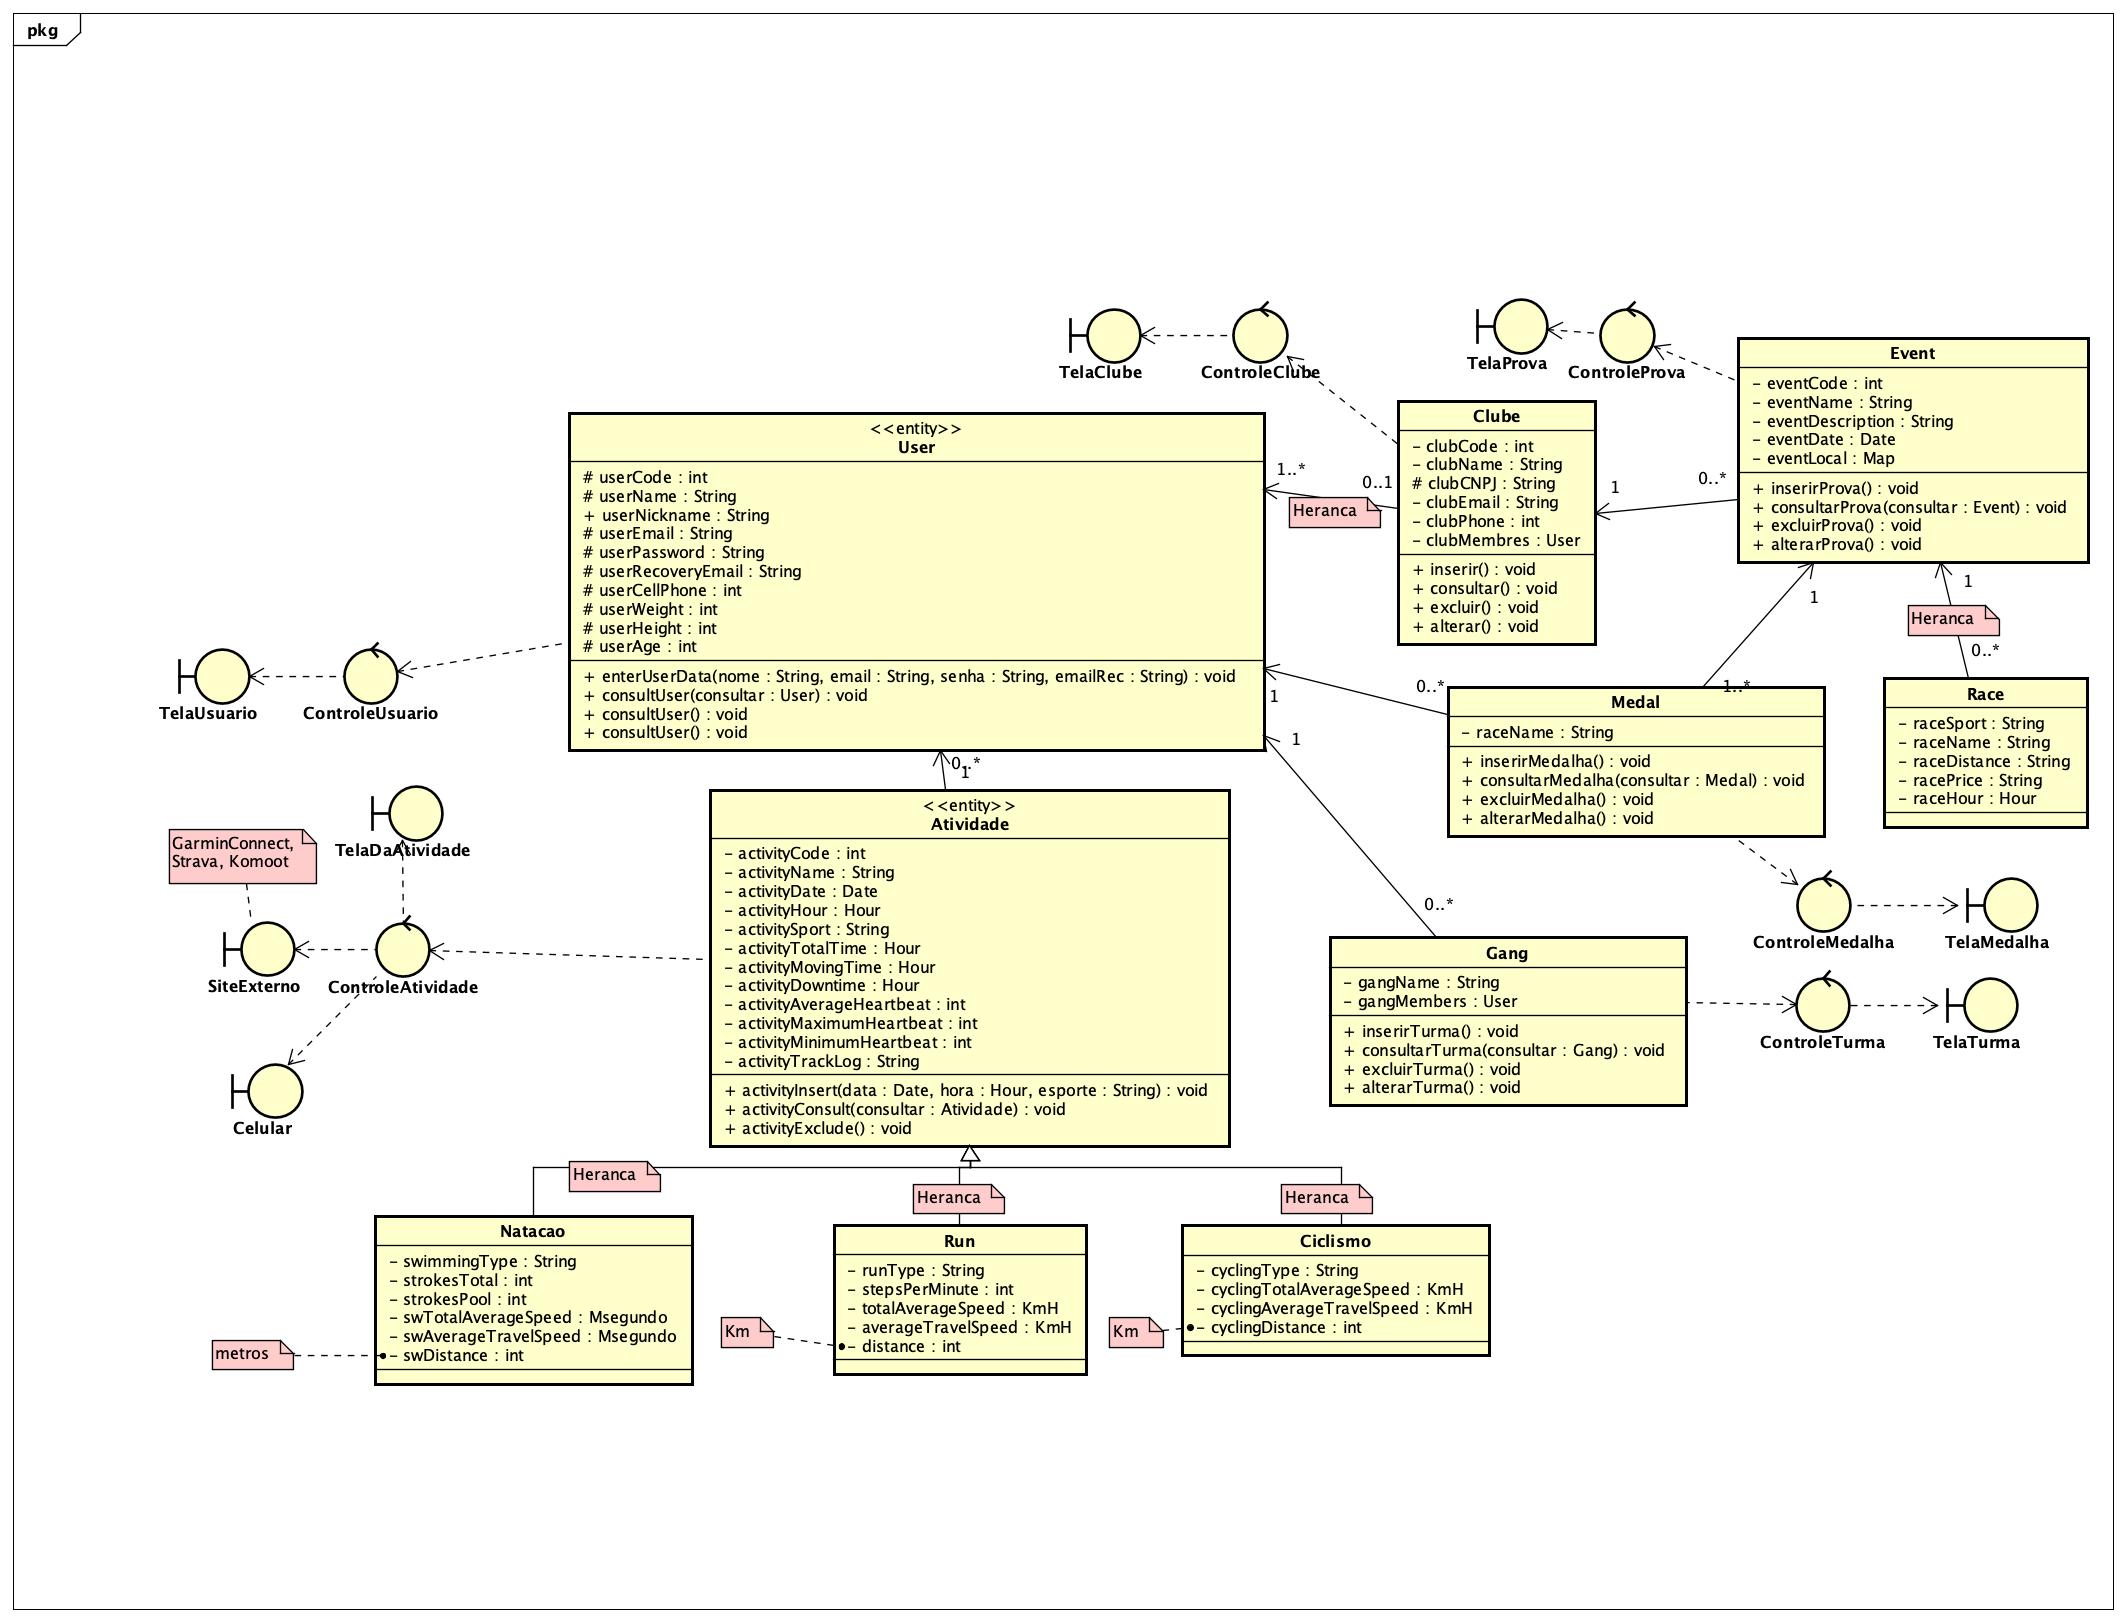 pkg
TelaClube
ControleClube
TelaProva
ControleProva
Event
- eventCode : int
- eventName : String
- eventDescription : String
- eventDate : Date
- eventLocal : Map
+ inserirProva() : void
+ consultarProva(consultar : Event) : void
+ excluirProva() : void
+ alterarProva() : void
<<entity>>
User
# userCode : int
# userName : String
+ userNickname : String
# userEmail : String
# userPassword : String
# userRecoveryEmail : String
# userCellPhone : int
# userWeight : int
# userHeight : int
# userAge : int
+ enterUserData(nome : String, email : String, senha : String, emailRec : String) : void
+ consultUser(consultar : User) : void
+ consultUser() : void
+ consultUser() : void
1..*
0..1
Heranca
Clube
- clubCode : int
- clubName : String
# clubCNPJ : String
- clubEmail : String
- clubPhone : int
- clubMembres : User
+ inserir() : void
+ consultar() : void
+ excluir() : void
+ alterar() : void
1
0..*
1
1
Heranca
0..*
TelaUsuario
ControleUsuario
1
0..*
1..*
Medal
- raceName : String
+ inserirMedalha() : void
+ consultarMedalha(consultar : Medal) : void
+ excluirMedalha() : void
+ alterarMedalha() : void
Race
- raceSport : String
- raceName : String
- raceDistance : String
- racePrice : String
- raceHour : Hour
1
0..*
1
0..*
<<entity>>
Atividade
- activityCode : int
- activityName : String
- activityDate : Date
- activityHour : Hour
- activitySport : String
- activityTotalTime : Hour
- activityMovingTime : Hour
- activityDowntime : Hour
- activityAverageHeartbeat : int
- activityMaximumHeartbeat : int
- activityMinimumHeartbeat : int
- activityTrackLog : String
+ activityInsert(data : Date, hora : Hour, esporte : String) : void
+ activityConsult(consultar : Atividade) : void
+ activityExclude() : void
GarminConnect,
Strava, Komoot
TelaDaAtividade
SiteExterno
ControleAtividade
Celular
Gang
- gangName : String
- gangMembers : User
+ inserirTurma() : void
+ consultarTurma(consultar : Gang) : void
+ excluirTurma() : void
+ alterarTurma() : void
ControleMedalha
TelaMedalha
ControleTurma
TelaTurma
Heranca
Heranca
Heranca
Natacao
- swimmingType : String
- strokesTotal : int
- strokesPool : int
- swTotalAverageSpeed : Msegundo
- swAverageTravelSpeed : Msegundo
- swDistance : int
metros
Run
- runType : String
- stepsPerMinute : int
- totalAverageSpeed : KmH
- averageTravelSpeed : KmH
- distance : int
Km
Ciclismo
- cyclingType : String
- cyclingTotalAverageSpeed : KmH
- cyclingAverageTravelSpeed : KmH
- cyclingDistance : int
Km